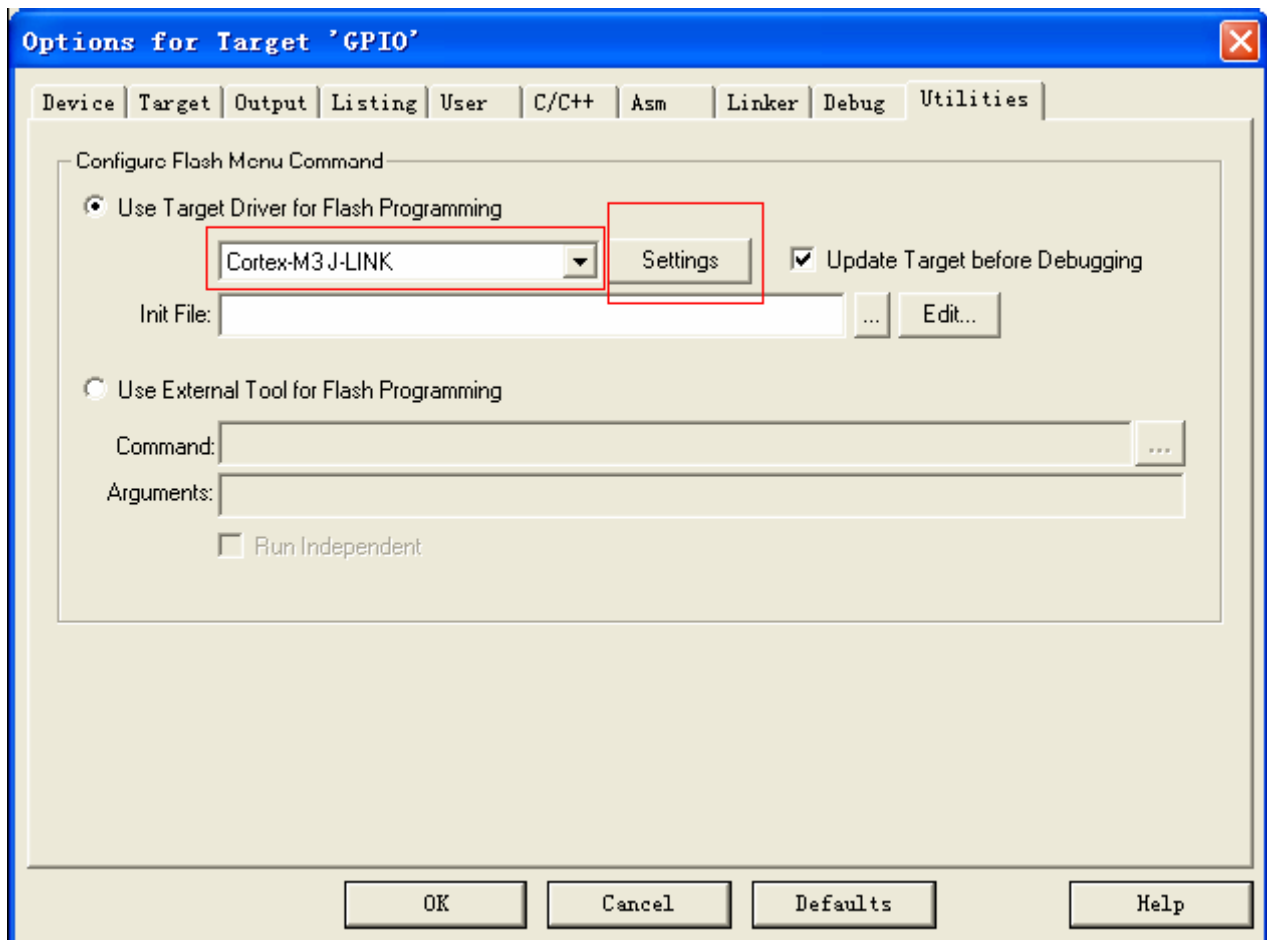 Options for Target 'GPIO'
Device Target Output Listing User C/C++ Asm Linker Debug Utilities
Configure Flash Menu Command
Use Target Driver for Flash Programming
Cortex-M3 J-LINK Settings Update Target before Debugging
Init File: ... Edit...
Use External Tool for Flash Programming
Command: ...
Arguments:
Run Independent
OK Cancel Defaults Help